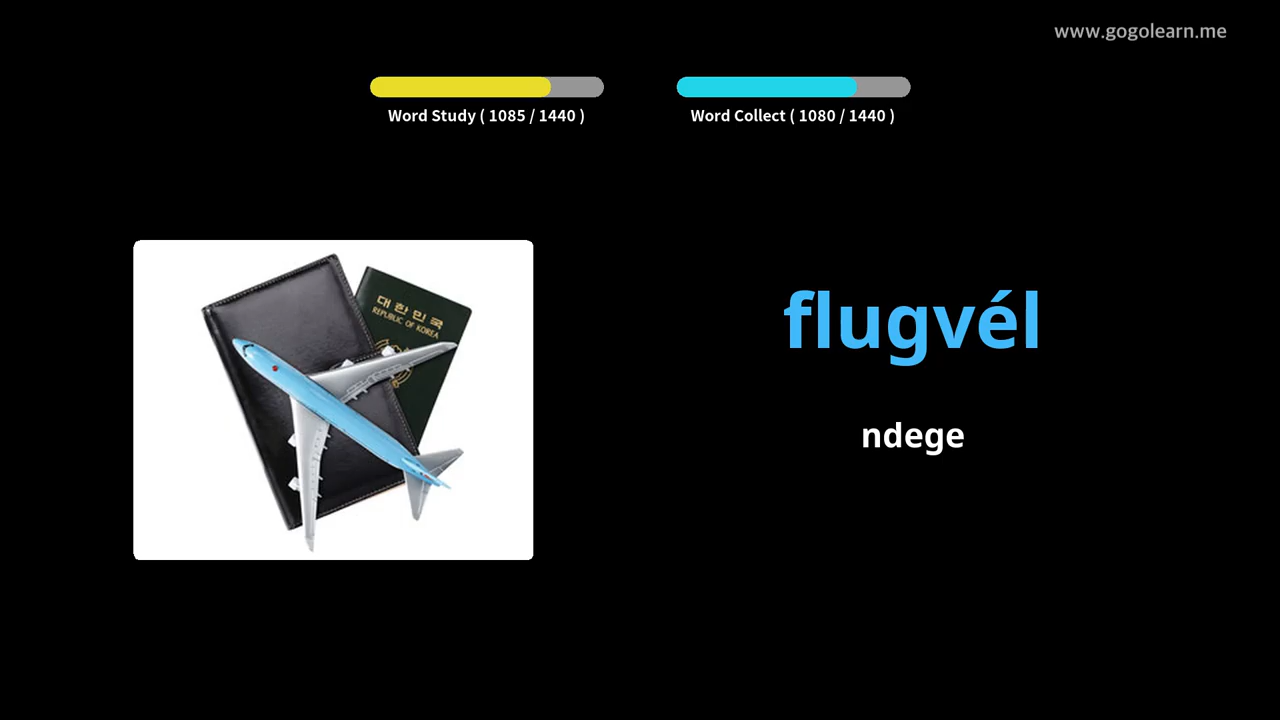 www.gogolearn.me
Word Study ( 1085 / 1440 )
Word Collect ( 1080 / 1440 )
대한민국
REPUBLIC OF KOREA
flugvél
ndege